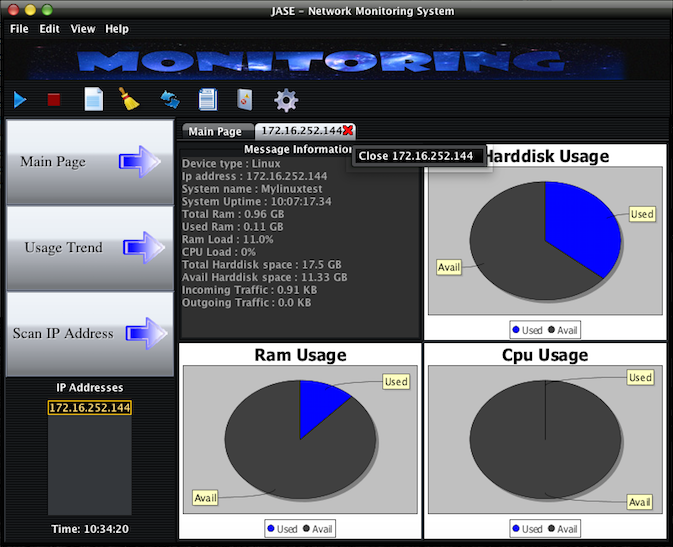 JASE – Network Monitoring System
File Edit View Help
MONITORING
Main Page 172.16.252.144
Close 172.16.252.144
Main Page
Usage Trend
Scan IP Address
IP Addresses
172.16.252.144
Time: 10:34:20
Message Information
Device type : Linux
Ip address : 172.16.252.144
System name : Mylinuxtest
System Uptime : 10:07:17.34
Total Ram : 0.96 GB
Used Ram : 0.11 GB
Ram Load : 11.0%
CPU Load : 0%
Total Harddisk space : 17.5 GB
Avail Harddisk space : 11.33 GB
Incoming Traffic : 0.91 KB
Outgoing Traffic : 0.0 KB
Harddisk Usage
Used
Avail
Used Avail
Ram Usage
Used
Avail
Used Avail
Cpu Usage
Used
Avail
Used Avail